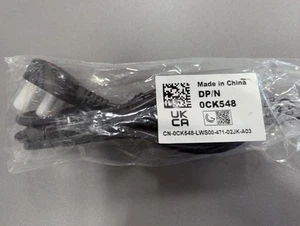 Made in China
DP/N
0CK548
UK
CA
CN-0CK548-LWS00-471-02JK-A03